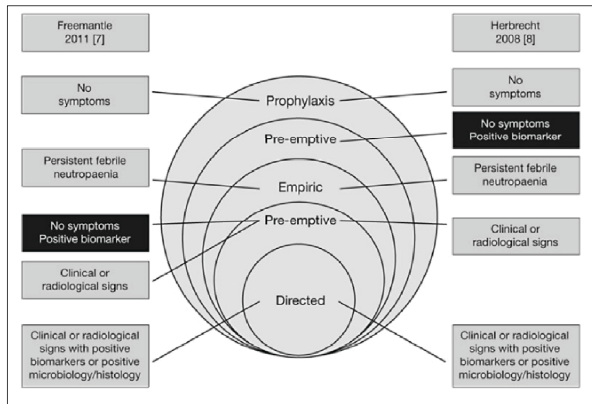 Freemantle
2011 [7]
Herbrecht
2008 [8]
No
symptoms
Prophylaxis
No
symptoms
Pre-emptive
No symptoms
Positive biomarker
Persistent febrile
neutropaenia
Empiric
Persistent febrile
neutropaenia
No symptoms
Positive biomarker
Pre-emptive
Clinical or
radiological signs
Clinical or
radiological signs
Directed
Clinical or radiological
signs with positive
biomarkers or positive
microbiology/histology
Clinical or radiological
signs with positive
biomarkers or positive
microbiology/histology